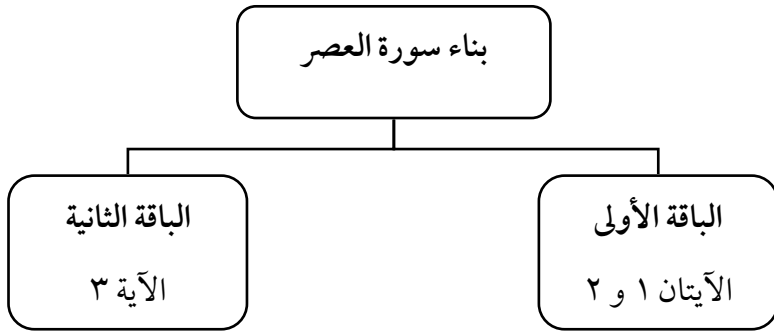 بناء سورة العصر
الباقة الأولى
الآيتان ١ و ٢
الباقة الثانية
الآية ٣